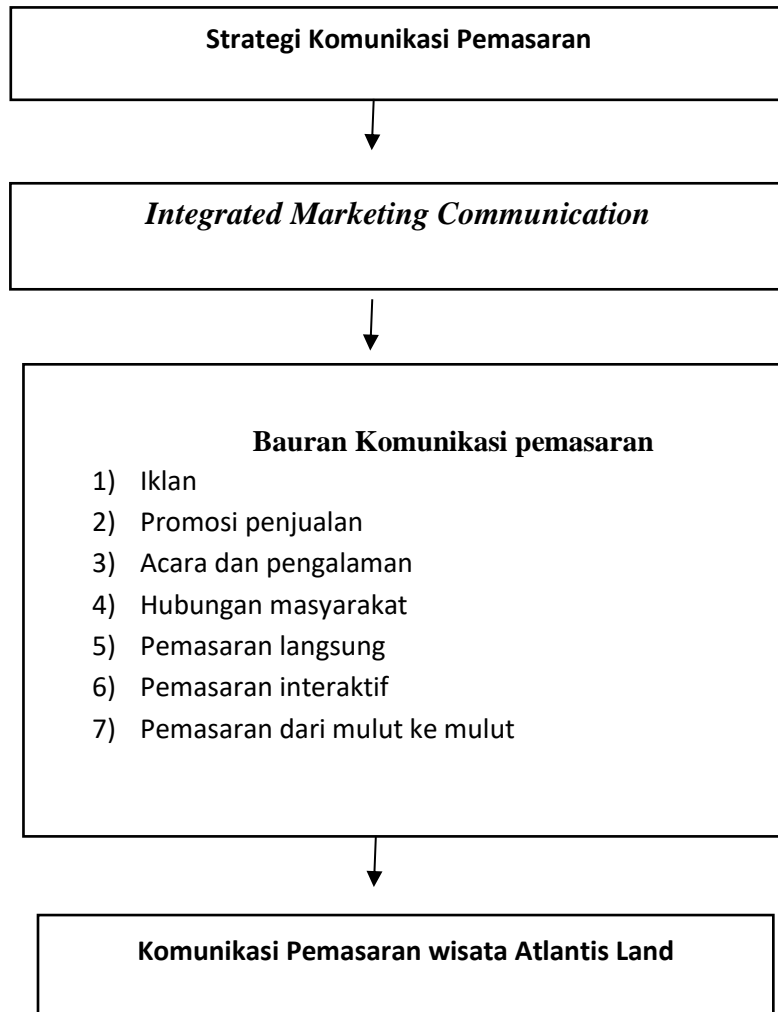 Strategi Komunikasi Pemasaran
Integrated Marketing Communication
Bauran Komunikasi pemasaran
1) Iklan
2) Promosi penjualan
3) Acara dan pengalaman
4) Hubungan masyarakat
5) Pemasaran langsung
6) Pemasaran interaktif
7) Pemasaran dari mulut ke mulut
Komunikasi Pemasaran wisata Atlantis Land